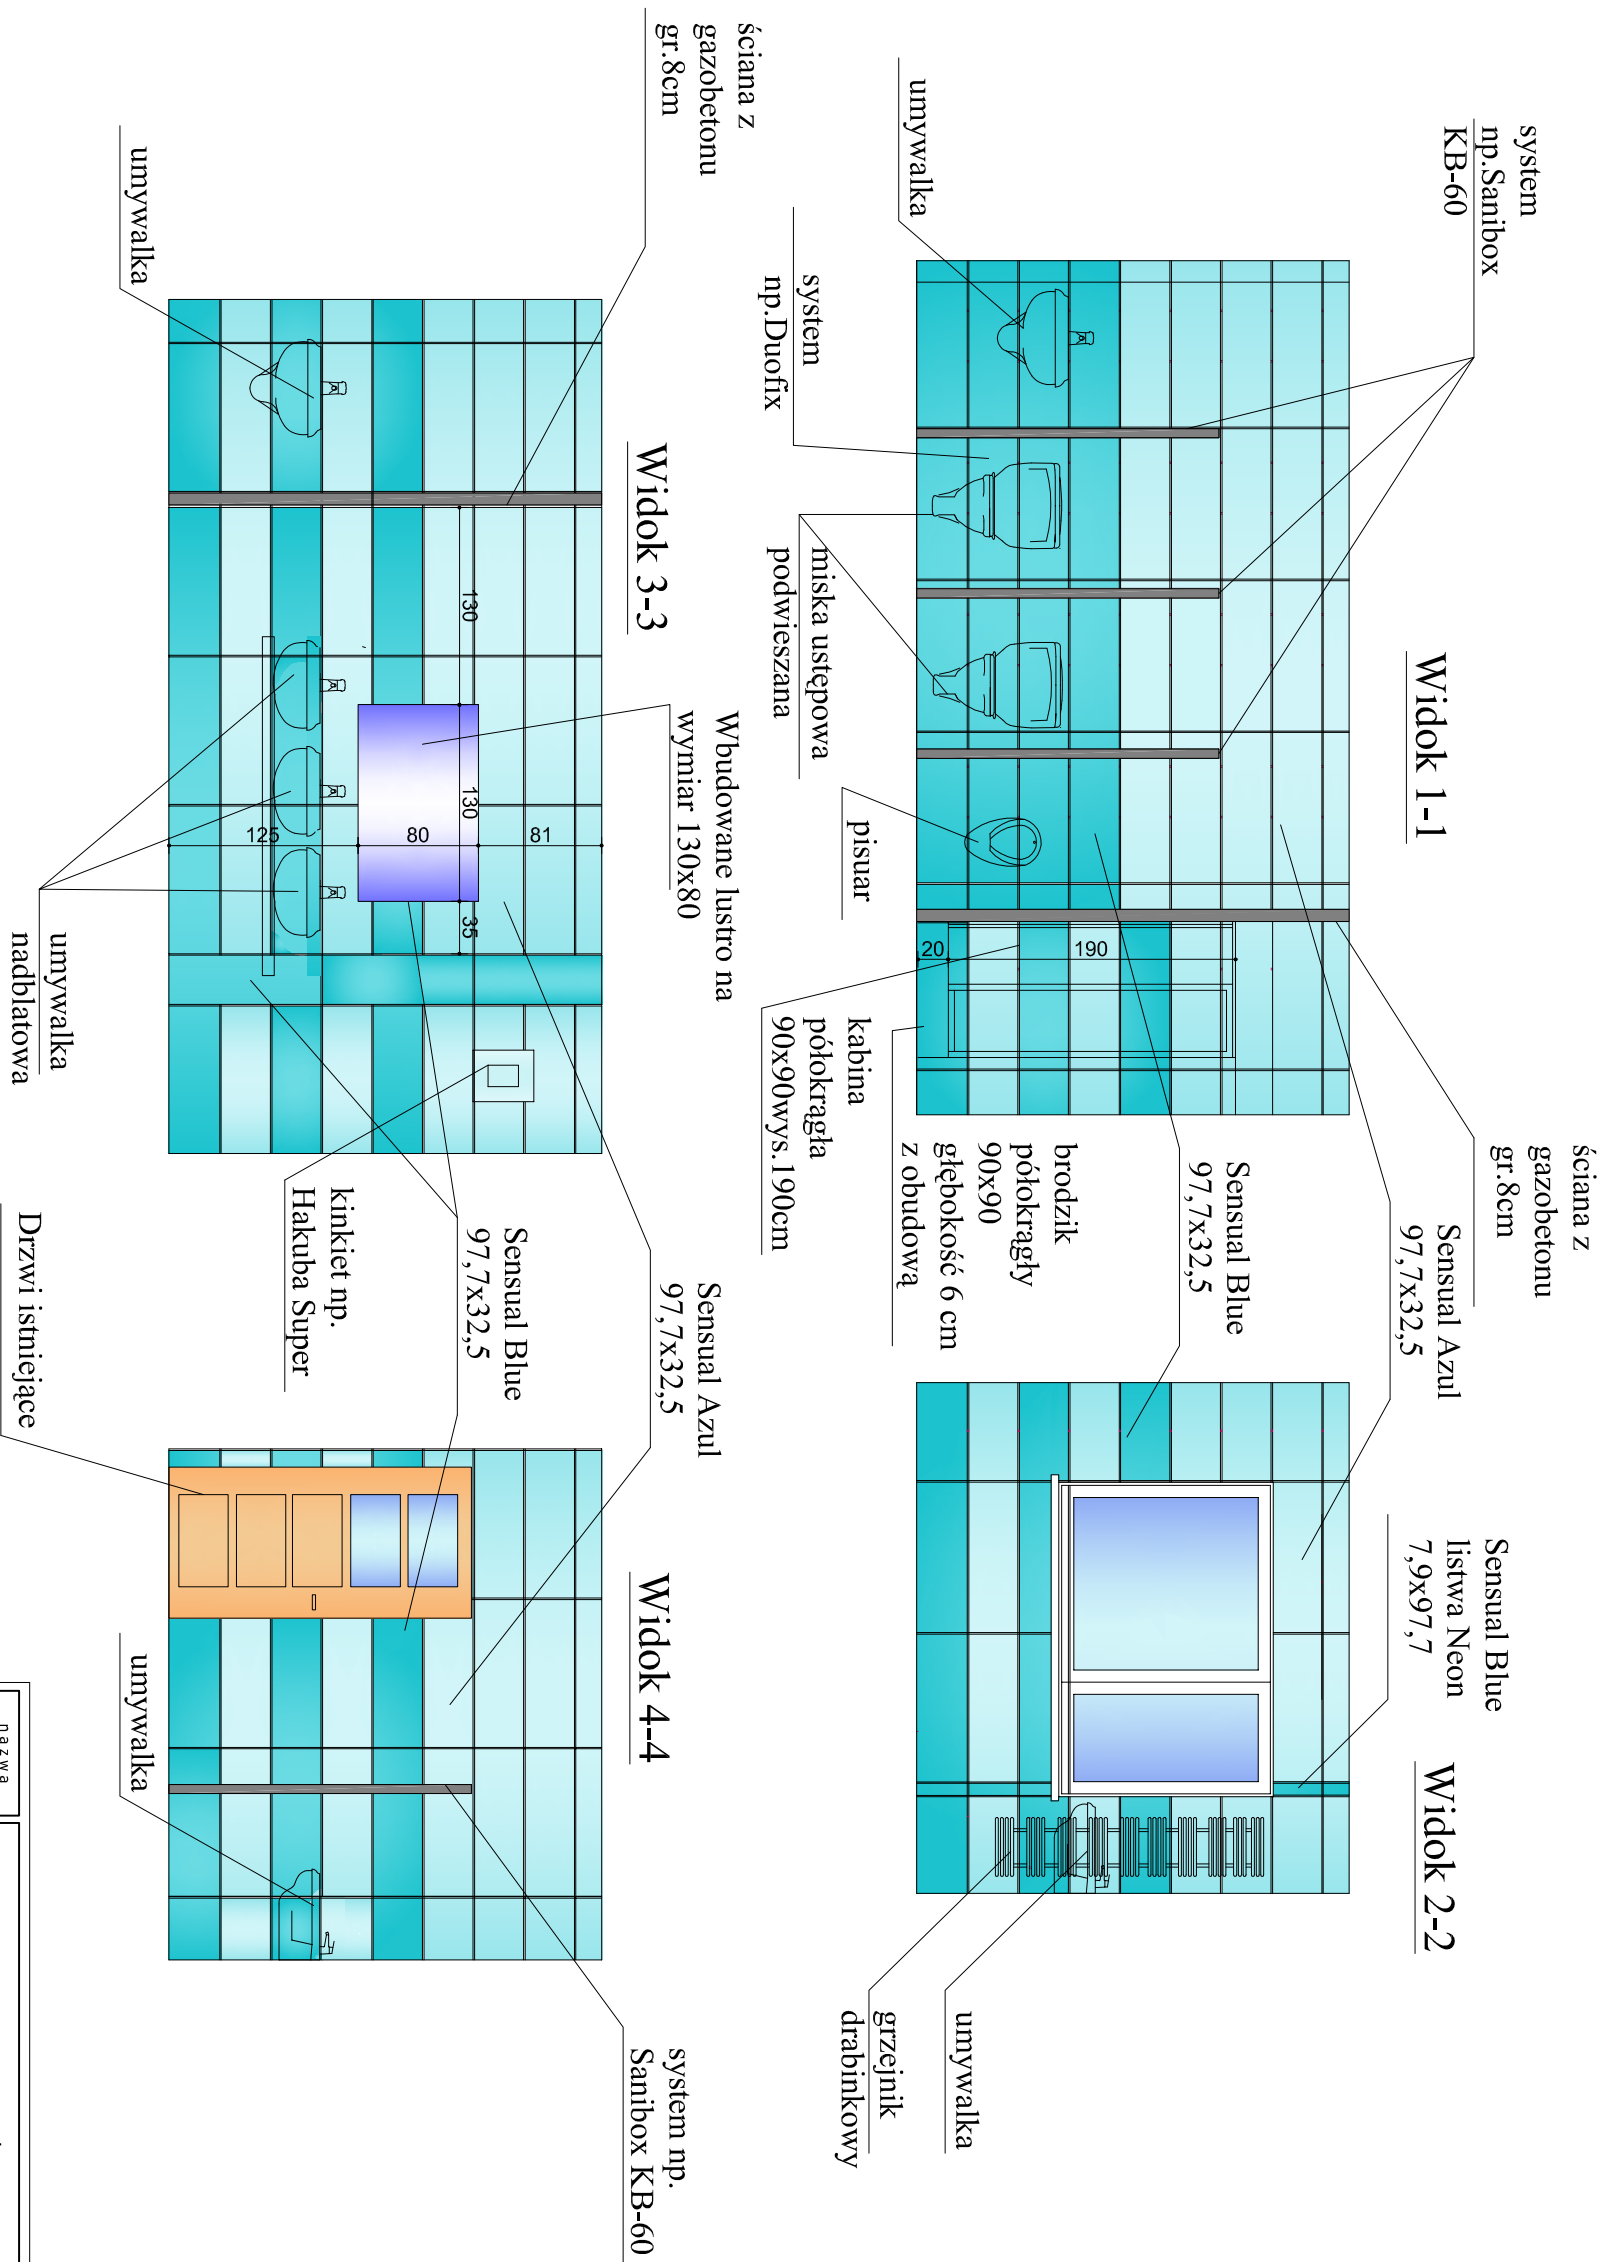 system
np.Sanibox
KB-60
Widok 1-1
ściana z
gazobetonu
gr.8cm
Sensual Azul
97,7x32,5
Sensual Blue
listwa Neon
7,9x97,7
Widok 2-2
umywalka
system
np.Duofix
miska ustępowa
podwieszana
pisuar
20
190
kabina
półokrągła
90x90wys.190cm
brodzik
półokrągły
90x90
głębokość 6 cm
z obudową
Sensual Blue
97,7x32,5
umywalka
grzejnik
drabinkowy
ściana z
gazobetonu
gr.8cm
Widok 3-3
Wbudowane lustro na
wymiar 130x80
Sensual Azul
97,7x32,5
Widok 4-4
system np.
Sanibox KB-60
130
130
35
81
80
125
umywalka
umywalka
nadblatowa
kinkiet np.
Hakuba Super
Sensual Blue
97,7x32,5
Drzwi istniejące
umywalka
nazwa